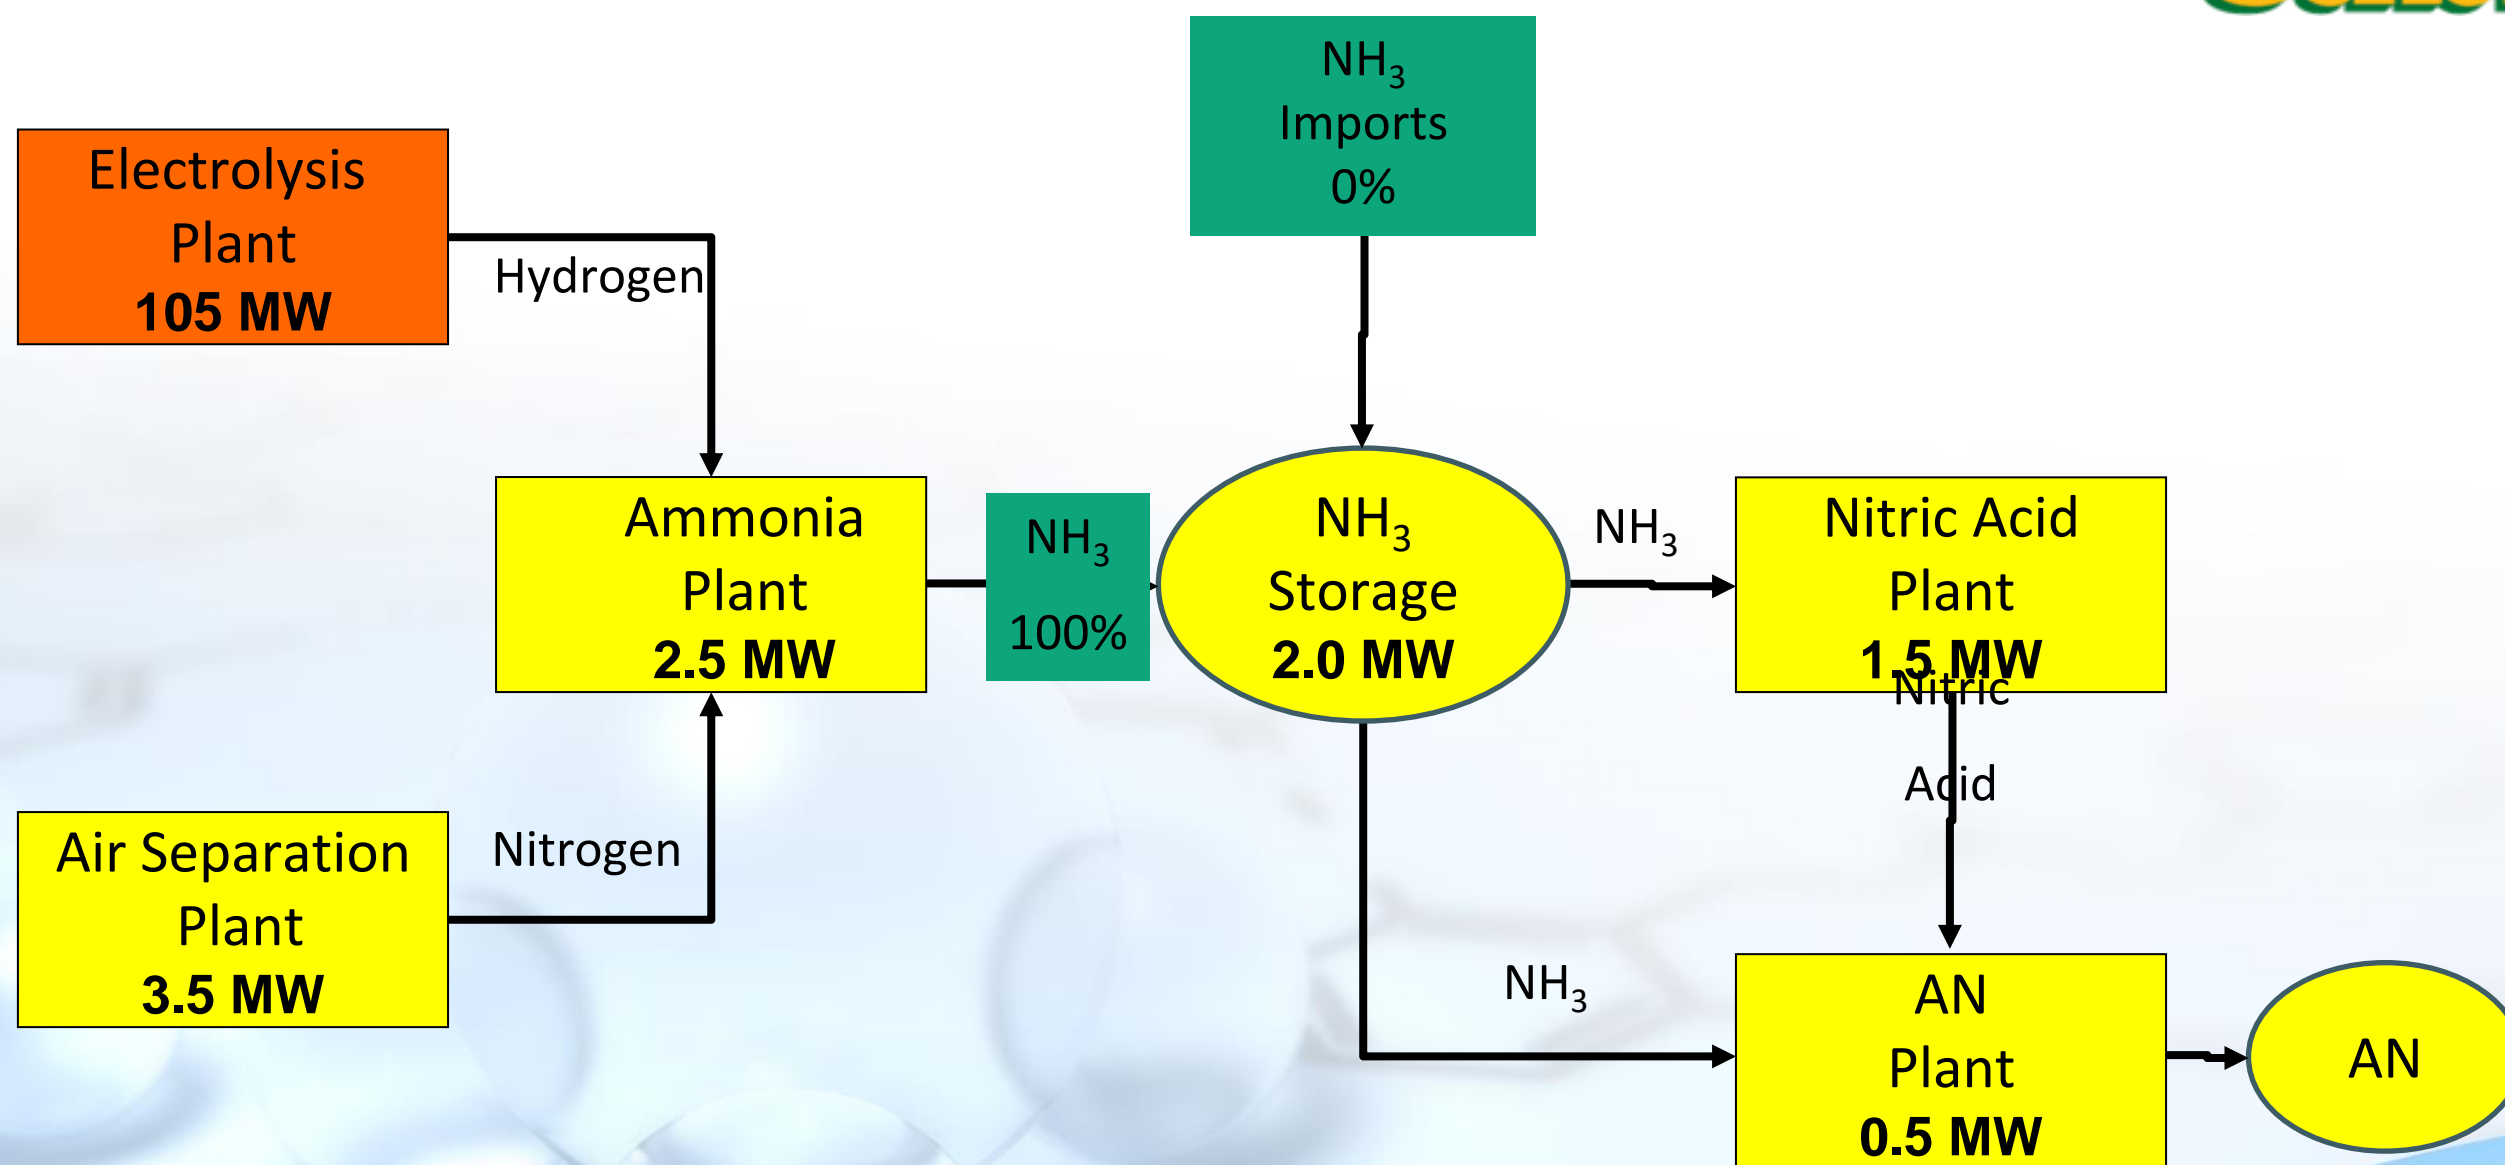 NH3
Imports
0%
Electrolysis
Plant
105 MW
Hydrogen
Ammonia
Plant
2.5 MW
NH3
100%
NH3
Storage
2.0 MW
NH3
Nitric Acid
Plant
1.5 MW
Nitric
Acid
Air Separation
Plant
3.5 MW
Nitrogen
NH3
AN
Plant
0.5 MW
AN